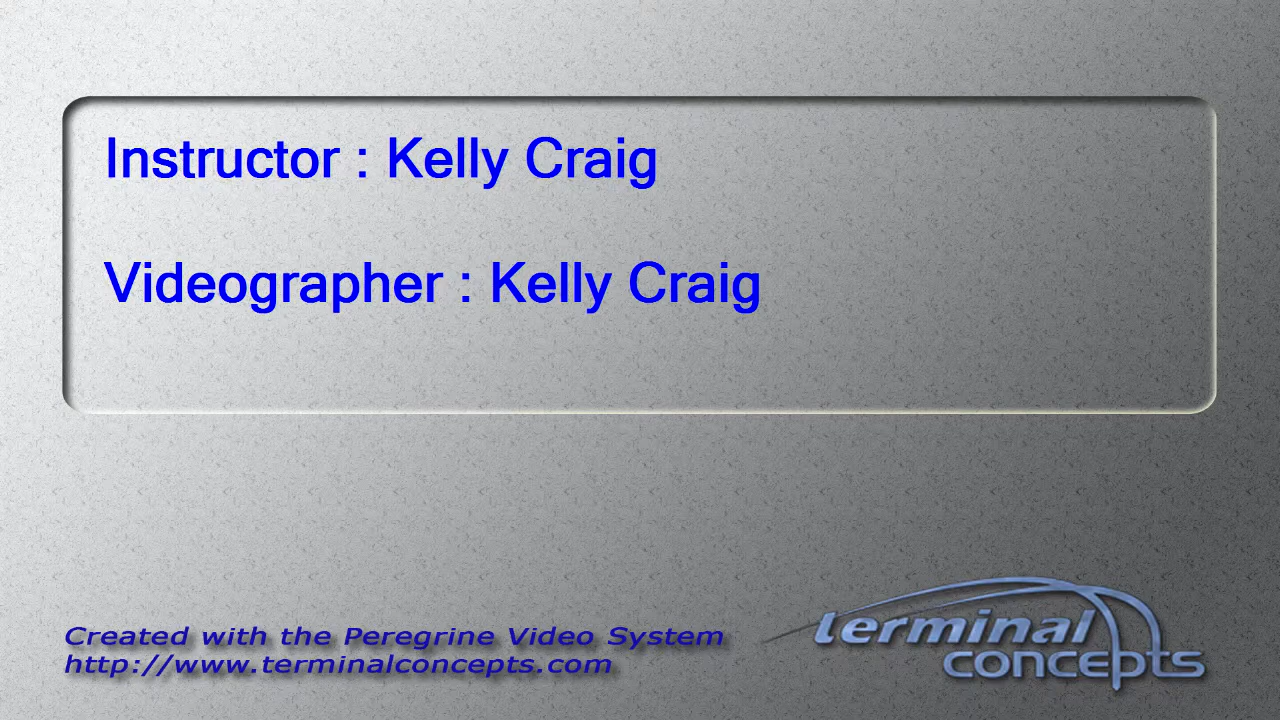 Instructor : Kelly Craig
Videographer : Kelly Craig
Created with the Peregrine Video System
http://www.terminalconcepts.com
terminal
concepts